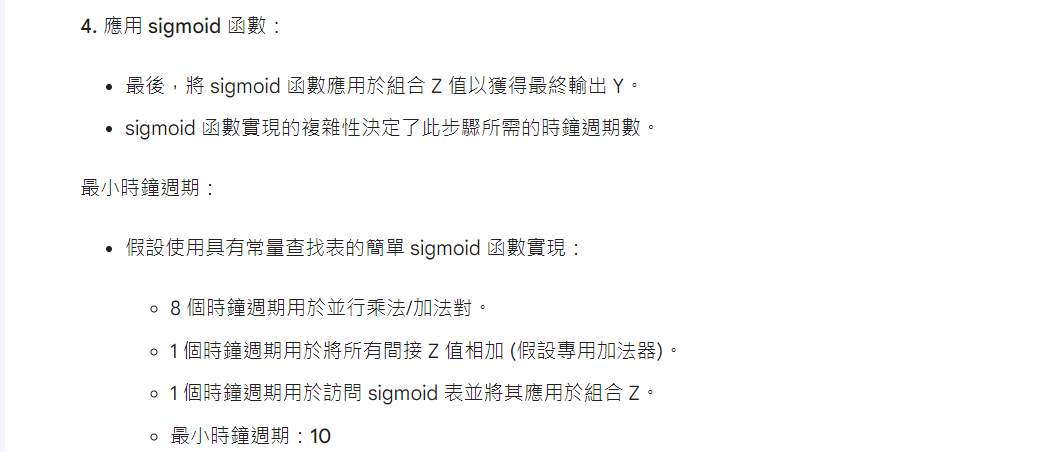 4. 應用 sigmoid 函數：
• 最後，將 sigmoid 函數應用於組合 Z 值以獲得最終輸出 Y。
• sigmoid 函數實現的複雜性決定了此步驟所需的時鐘週期數。
最小時鐘週期：
• 假設使用具有常量查找表的簡單 sigmoid 函數實現：
◦ 8 個時鐘週期用於並行乘法/加法對。
◦ 1 個時鐘週期用於將所有間接 Z 值相加 (假設專用加法器)。
◦ 1 個時鐘週期用於訪問 sigmoid 表並將其應用於組合 Z。
◦ 最小時鐘週期：10